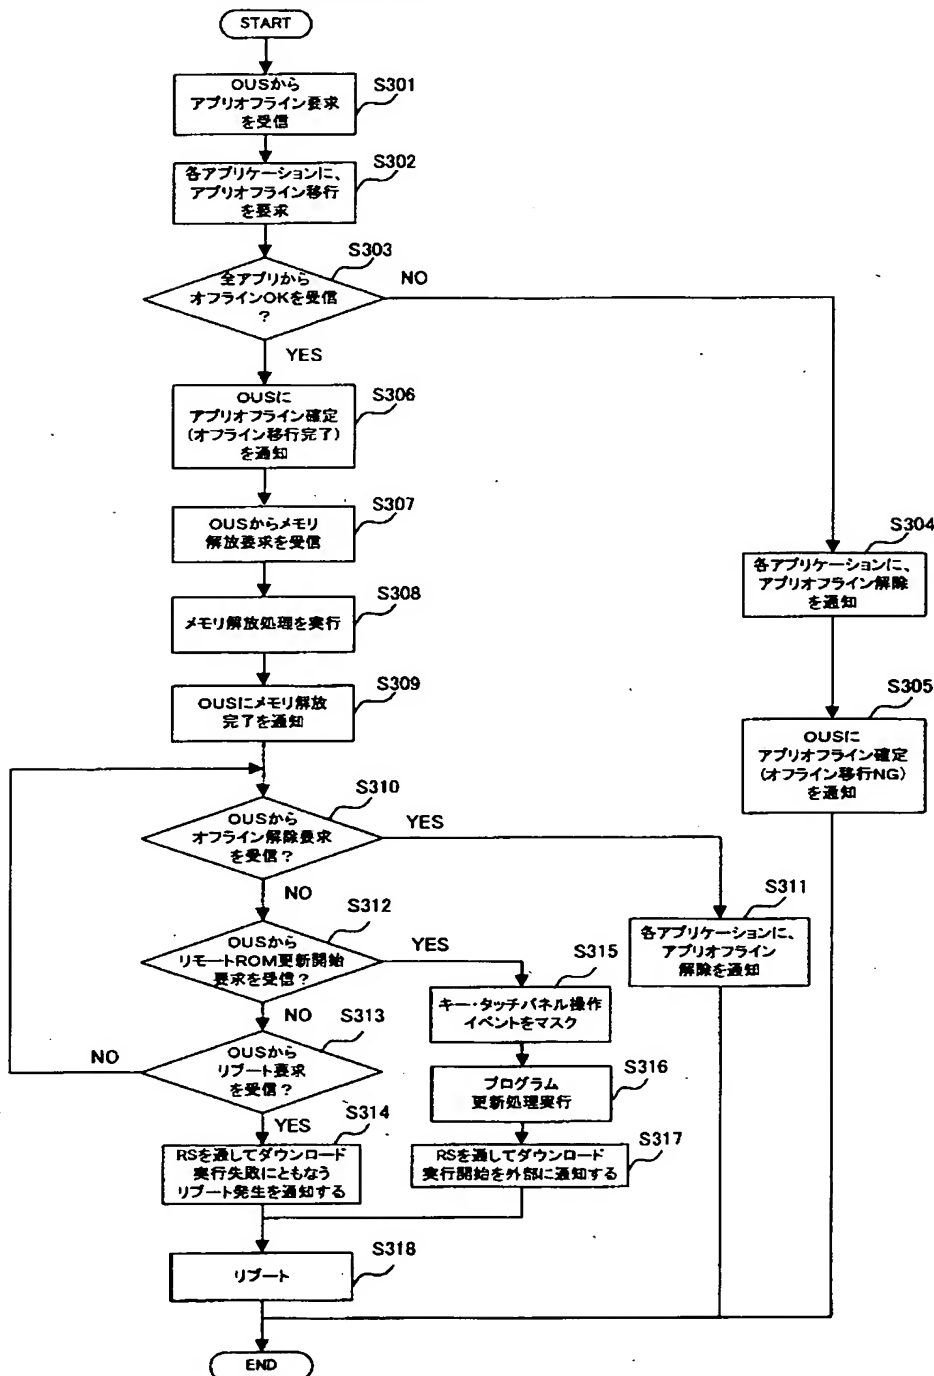 START
OUSから
アプリオフライン要求
を受信
S301
各アプリケーションに、
アプリオフライン移行
を要求
S302
全アプリから
オフラインOKを受信
?
S303
NO
YES
OUSに
アプリオフライン確定
(オフライン移行完了)
を通知
S306
OUSからメモリ
解放要求を受信
S307
メモリ解放処理を実行
S308
OUSにメモリ解放
完了を通知
S309
各アプリケーションに、
アプリオフライン解除
を通知
S304
OUSに
アプリオフライン確定
(オフライン移行NG)
を通知
S305
OUSから
オフライン解除要求
を受信?
S310
YES
NO
各アプリケーションに、
アプリオフライン
解除を通知
S311
OUSから
リモートROM更新開始
要求を受信?
S312
YES
NO
キー・タッチパネル操作
イベントをマスク
S315
OUSから
リブート要求
を受信?
S313
NO
YES
プログラム
更新処理実行
S316
RSを通してダウンロード
実行失敗にともなう
リブート発生を通知する
S314
RSを通してダウンロード
実行開始を外部に通知する
S317
リブート
S318
END